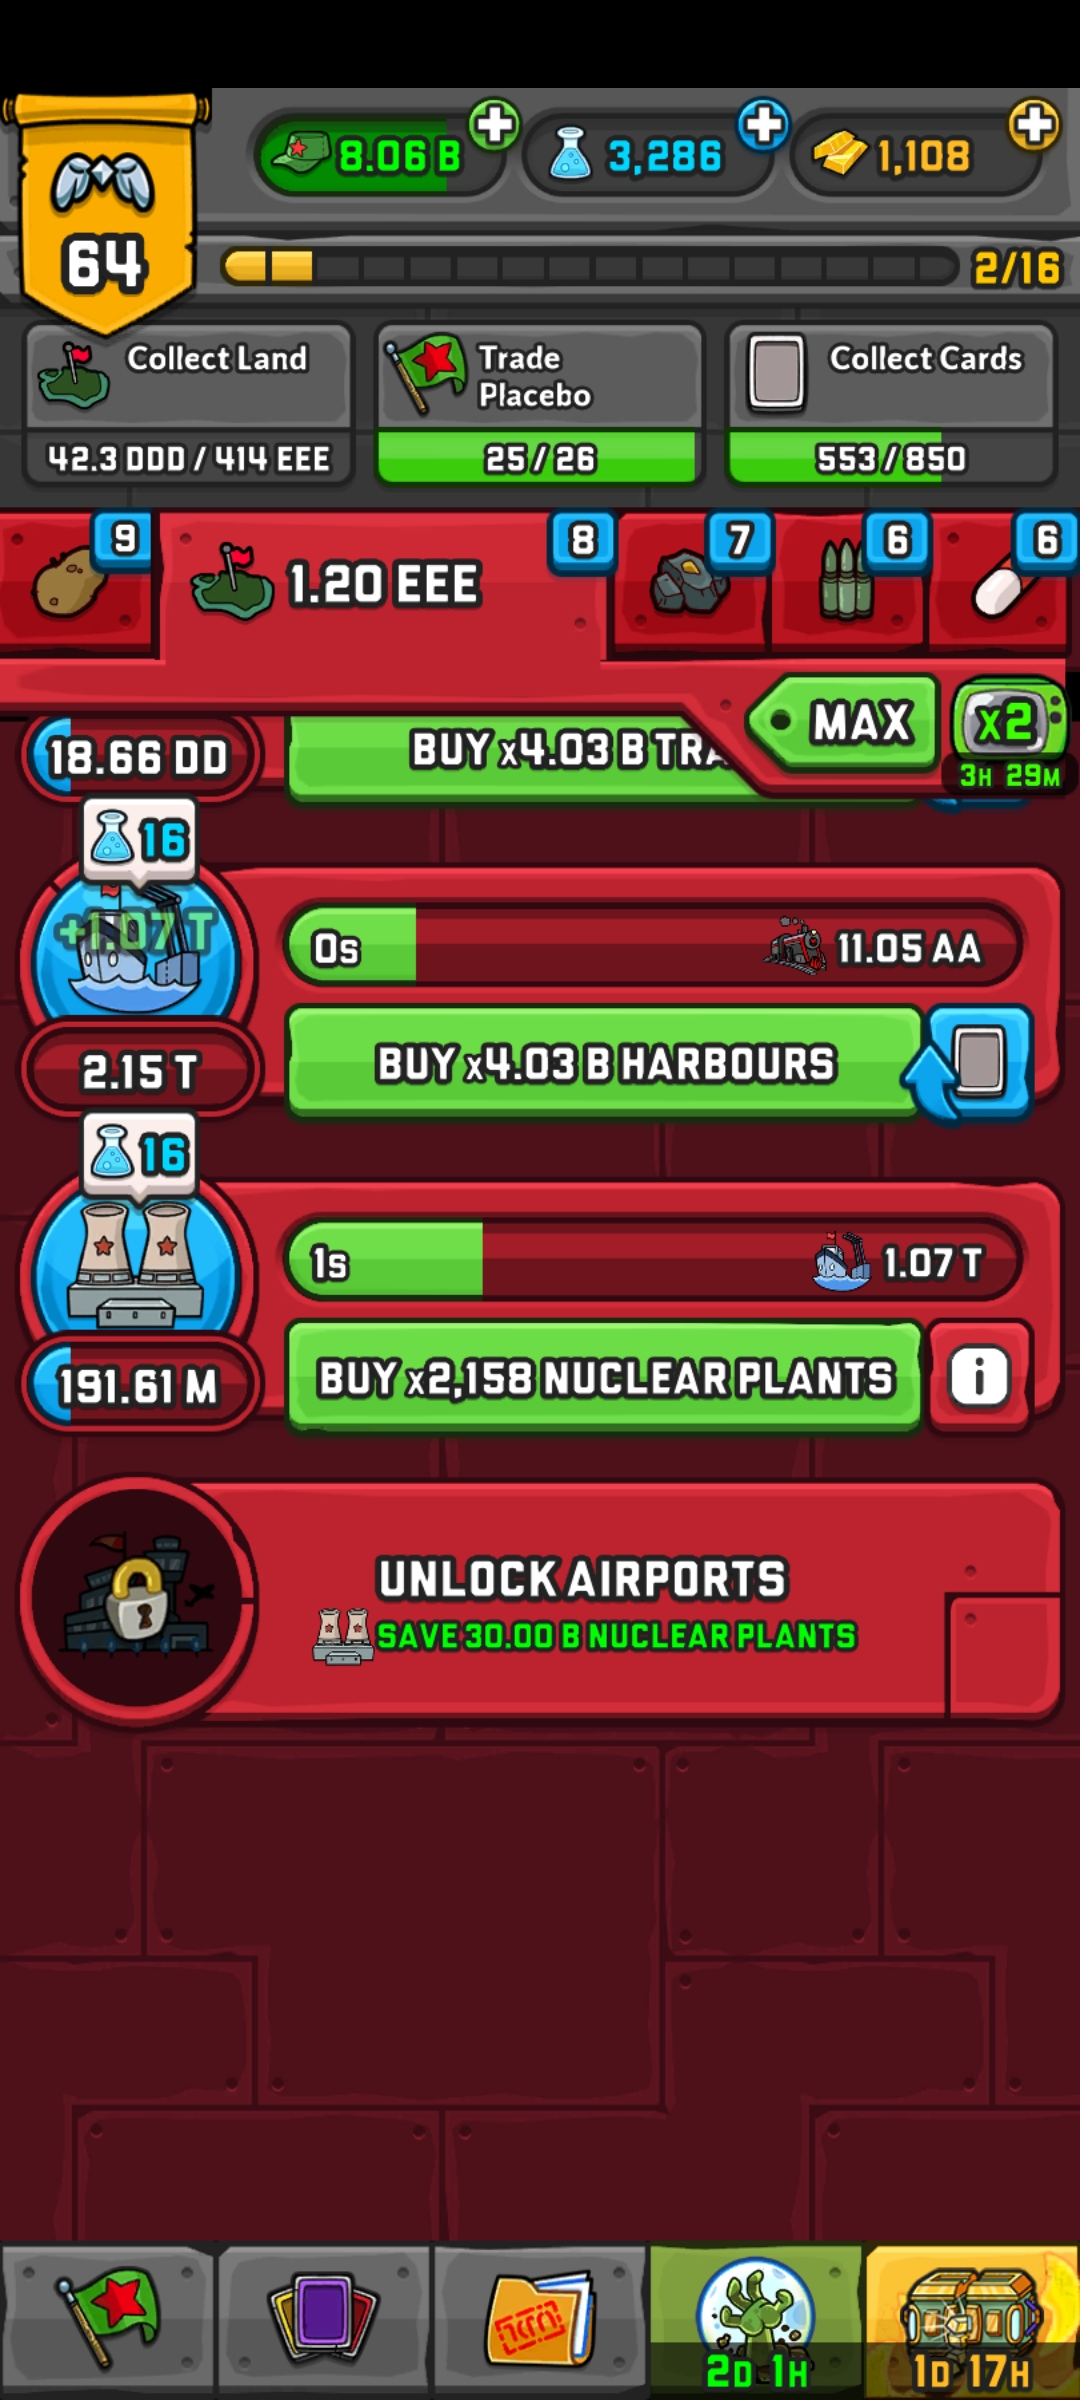 8.06 B
3,286
1,108
64
2/16
Collect Land
42.3 DDD / 414 EEE
Trade
Placebo
25 / 26
Collect Cards
553 / 850
9
1.20 EEE
8
7
6
6
MAX
x2
3H 29M
18.66 DD
BUY x4.03 B
16
+1.07 T
0s
11.05 AA
2.15 T
BUY x4.03 B HARBOURS
16
1s
1.07 T
191.61 M
BUY x2,158 NUCLEAR PLANTS
i
UNLOCK AIRPORTS
SAVE 30.00 B NUCLEAR PLANTS
2D 1H
1D 17H